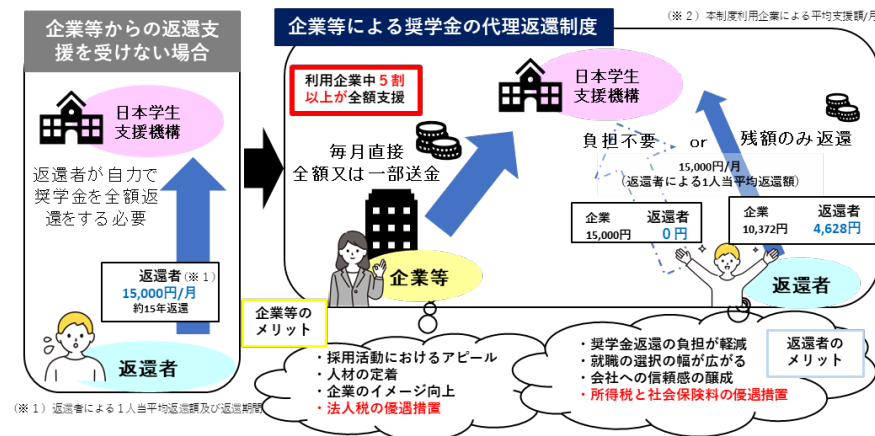 企業等からの返還支
援を受けない場合
日本学生
支援機構
返還者が自力で
奨学金を全額返
還をする必要
返還者(※1)
15,000円/月
約15年返還
返還者
(※1) 返還者による1人当平均返還額及び返還期間
企業等による奨学金の代理返還制度
(※2) 本制度利用企業による平均支援額/月
利用企業中5割
以上が全額支援
日本学生
支援機構
毎月直接
全額又は一部送金
負担不要 or 残額のみ返還
15,000円/月
(返還者による1人当平均返還額)
企業 返還者
15,000円 0円
企業 返還者
10,372円 4,628円
企業等
返還者
企業等の
メリット
・採用活動におけるアピール
・人材の定着
・企業のイメージ向上
・法人税の優遇措置
・奨学金返還の負担が軽減
・就職の選択の幅が広がる
・会社への信頼感の醸成
・所得税と社会保険料の優遇措置
返還者の
メリット